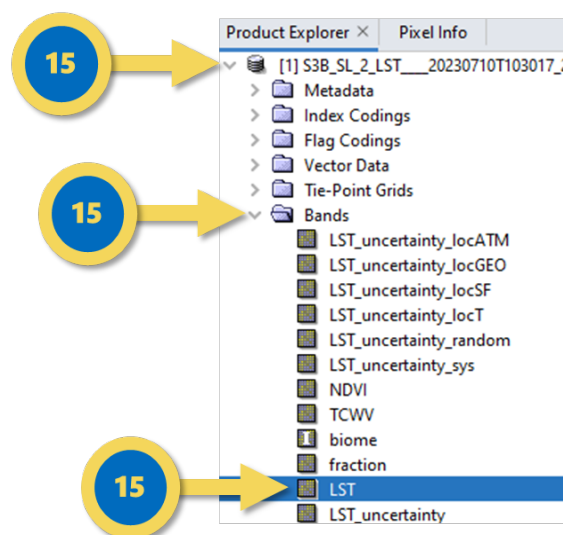 Product Explorer × Pixel Info
15
[1] S3B_SL_2_LST____20230710T103017_2
Metadata
Index Codings
Flag Codings
Vector Data
Tie-Point Grids
15
Bands
LST_uncertainty_locATM
LST_uncertainty_locGEO
LST_uncertainty_locSF
LST_uncertainty_locT
LST_uncertainty_random
LST_uncertainty_sys
NDVI
TCWV
biome
fraction
15
LST
LST_uncertainty